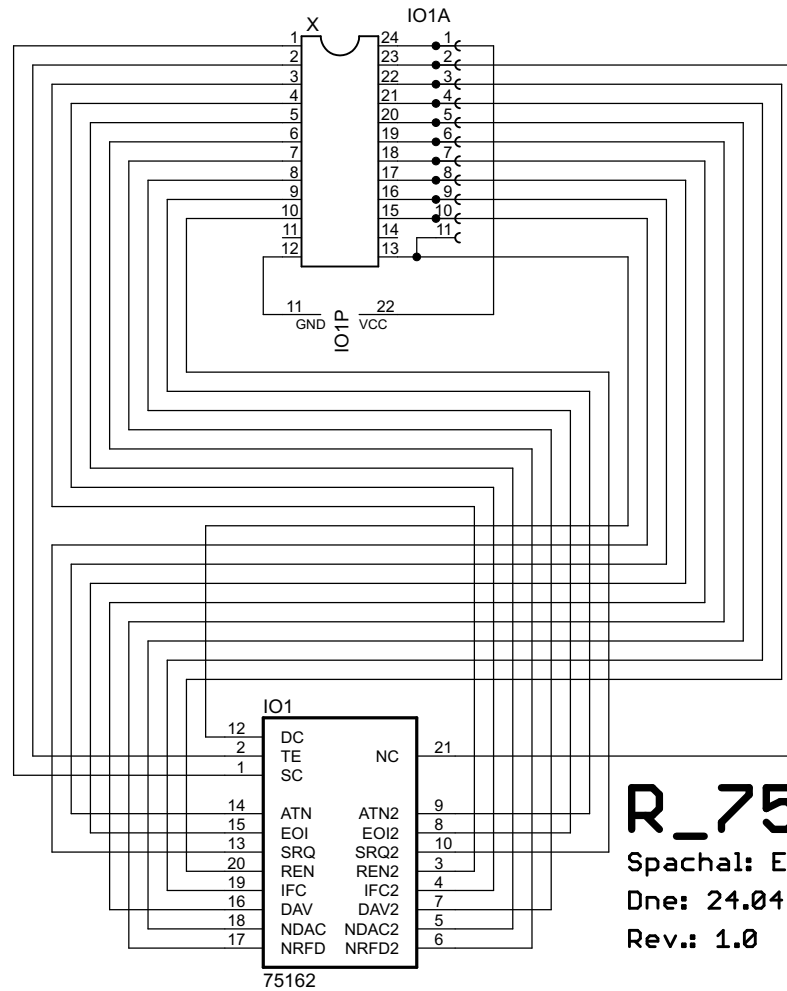 IO1A
X
1 24 1
2 23 2
3 22 3
4 21 4
5 20 5
6 19 6
7 18 7
8 17 8
9 16 9
10 15 10
11 14 11
12 13
11 22
GND IO1P VCC
IO1
12 DC
2 TE NC 21
1 SC
14 ATN ATN2 9
15 EOI EOI2 8
13 SRQ SRQ2 10
20 REN REN2 3
19 IFC IFC2 4
16 DAV DAV2 7
18 NDAC NDAC2 5
17 NRFD NRFD2 6
75162
R_75
Spachal: E
Dne: 24.04
Rev.: 1.0